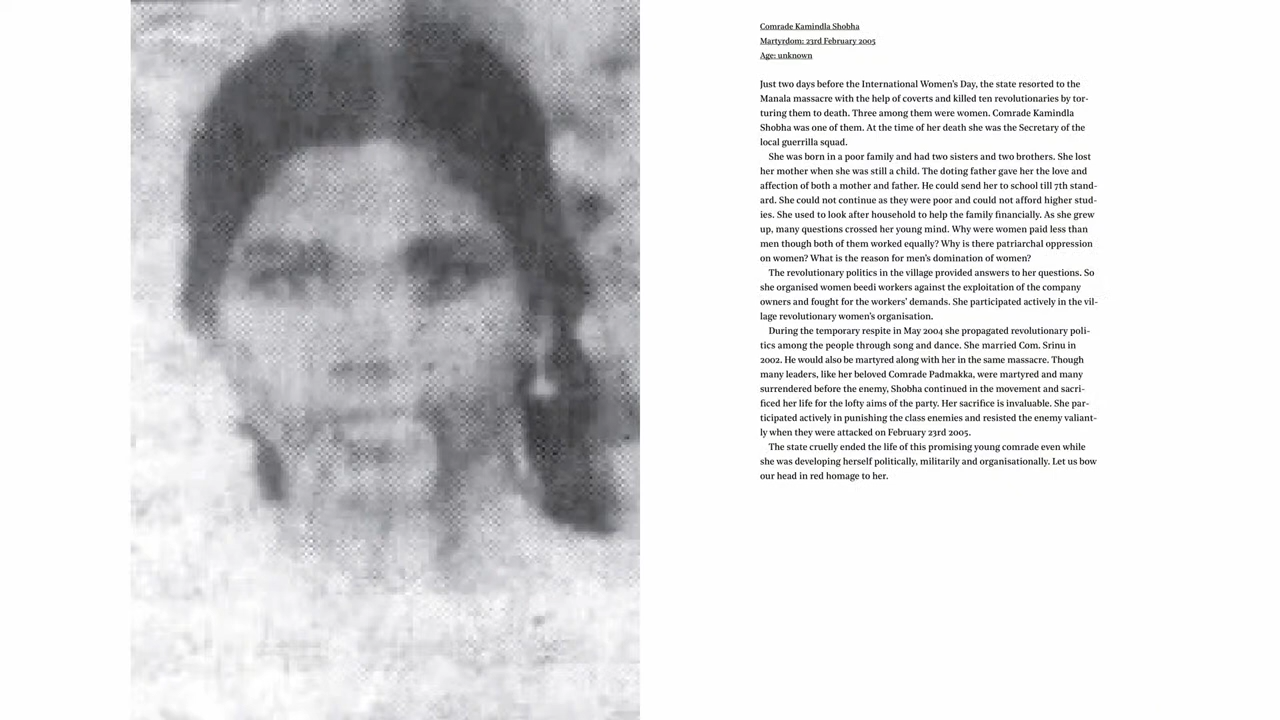 Comrade Kamindla Shobha
Martyrdom: 23rd February 2005
Age: unknown
Just two days before the International Women's Day, the state resorted to the
Manala massacre with the help of coverts and killed ten revolutionaries by tor-
turing them to death. Three among them were women. Comrade Kamindla
Shobha was one of them. At the time of her death she was the Secretary of the
local guerrilla squad.
She was born in a poor family and had two sisters and two brothers. She lost
her mother when she was still a child. The doting father gave her the love and
affection of both a mother and father. He could send her to school till 7th stand-
ard. She could not continue as they were poor and could not afford higher stud-
ies. She used to look after household to help the family financially. As she grew
up, many questions crossed her young mind. Why were women paid less than
men though both of them worked equally? Why is there patriarchal oppression
on women? What is the reason for men's domination of women?
The revolutionary politics in the village provided answers to her questions. So
she organised women beedi workers against the exploitation of the company
owners and fought for the workers' demands. She participated actively in the vil-
lage revolutionary women's organisation.
During the temporary respite in May 2004 she propagated revolutionary poli-
tics among the people through song and dance. She married Com. Srinu in
2002. He would also be martyred along with her in the same massacre. Though
many leaders, like her beloved Comrade Padmakka, were martyred and many
surrendered before the enemy, Shobha continued in the movement and sacri-
ficed her life for the lofty aims of the party. Her sacrifice is invaluable. She par-
ticipated actively in punishing the class enemies and resisted the enemy valiant-
ly when they were attacked on February 23rd 2005.
The state cruelly ended the life of this promising young comrade even while
she was developing herself politically, militarily and organisationally. Let us bow
our head in red homage to her.